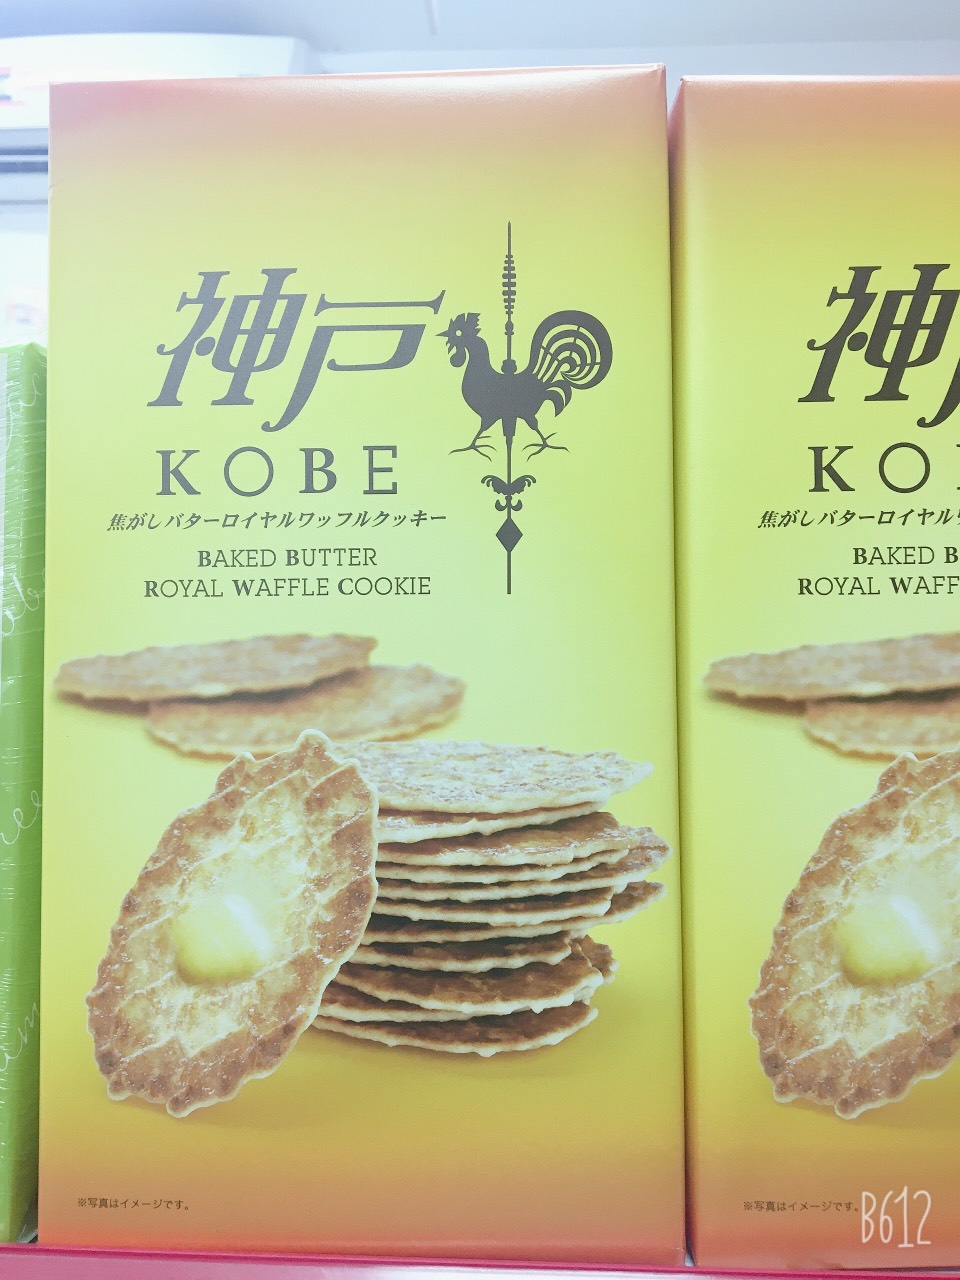 神戸
KOBE
焦がしバターロイヤルワッフルクッキー
BAKED BUTTER
ROYAL WAFFLE COOKIE
※写真はイメージです。
神
KO
焦がしバターロイヤル
BAKED B
ROYAL WAFF
※写真はイメージです。
B612